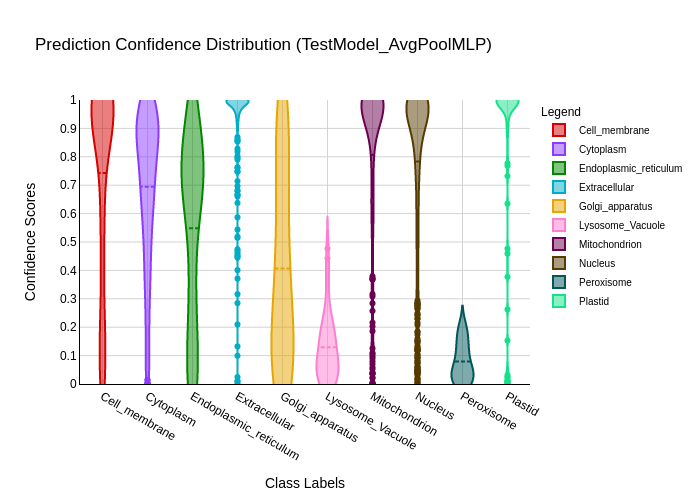 Prediction Confidence Distribution (TestModel_AvgPoolMLP)
Legend
Cell_membrane
Cytoplasm
Endoplasmic_reticulum
Extracellular
Golgi_apparatus
Lysosome_Vacuole
Mitochondrion
Nucleus
Peroxisome
Plastid
Confidence Scores
1
0.9
0.8
0.7
0.6
0.5
0.4
0.3
0.2
0.1
0
Cell_membrane
Cytoplasm
Endoplasmic_reticulum
Extracellular
Golgi_apparatus
Lysosome_Vacuole
Mitochondrion
Nucleus
Peroxisome
Plastid
Class Labels